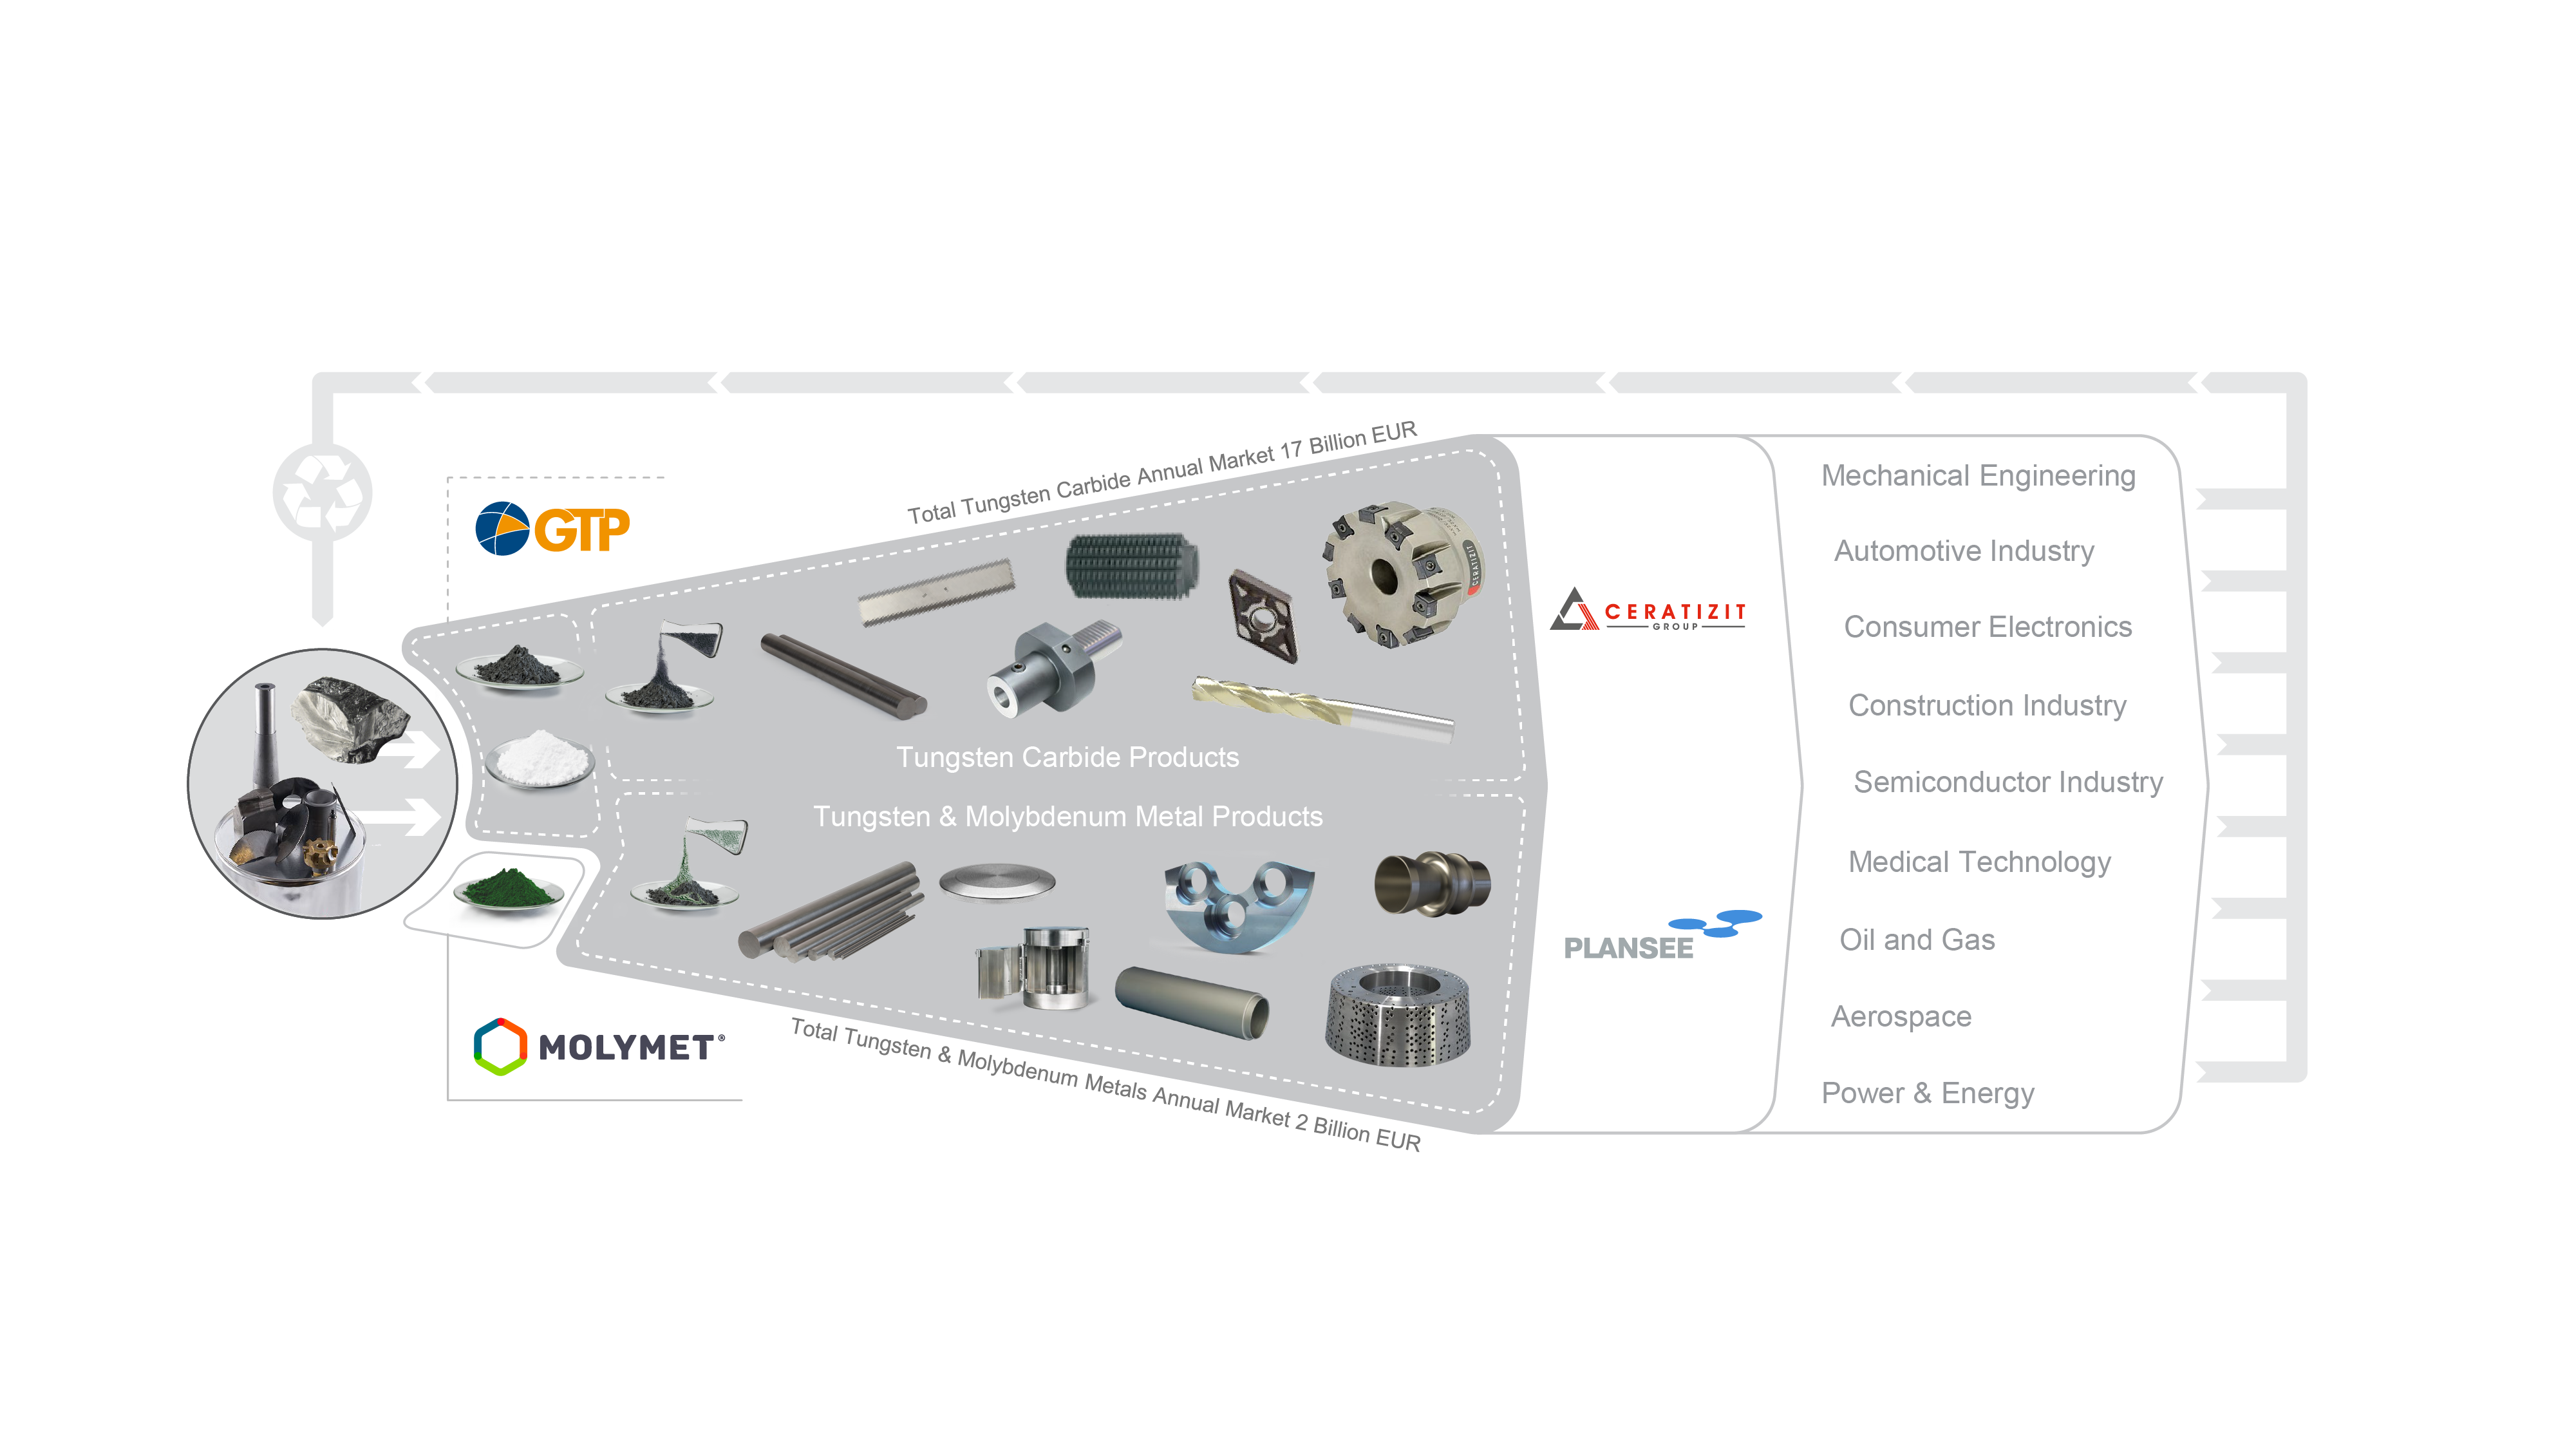 Total Tungsten Carbide Annual Market 17 Billion EUR
GTP
CERATIZIT
Tungsten Carbide Products
Tungsten & Molybdenum Metal Products
MOLYMET®
Total Tungsten & Molybdenum Metals Annual Market 2 Billion EUR
CERATIZIT
GROUP
PLANSEE
Mechanical Engineering
Automotive Industry
Consumer Electronics
Construction Industry
Semiconductor Industry
Medical Technology
Oil and Gas
Aerospace
Power & Energy